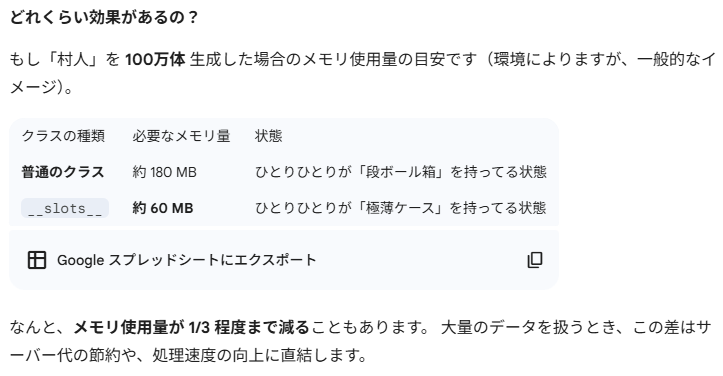 どれくらい効果があるの？
もし「村人」を 100万体 生成した場合のメモリ使用量の目安です（環境によりますが、一般的なイ
メージ）。
クラスの種類 必要なメモリ量 状態
普通のクラス 約 180 MB ひとりひとりが「段ボール箱」を持ってる状態
__slots__ 約 60 MB ひとりひとりが「極薄ケース」を持ってる状態
Google スプレッドシートにエクスポート
なんと、メモリ使用量が 1/3 程度まで減ることもあります。 大量のデータを扱うとき、この差はサ
ーバー代の節約や、処理速度の向上に直結します。